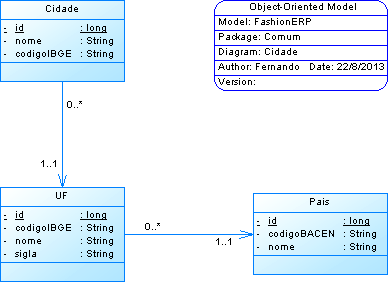 Cidade
- id : long
- nome : String
- codigoIBGE : String
Object-Oriented Model
Model: FashionERP
Package: Comum
Diagram: Cidade
Author: Fernando Date: 22/8/2013
Version:
0..*
1..1
UF
- id : long
- codigoIBGE : String
- nome : String
- sigla : String
0..*
1..1
Pais
- id : long
- codigoBACEN : String
- nome : String